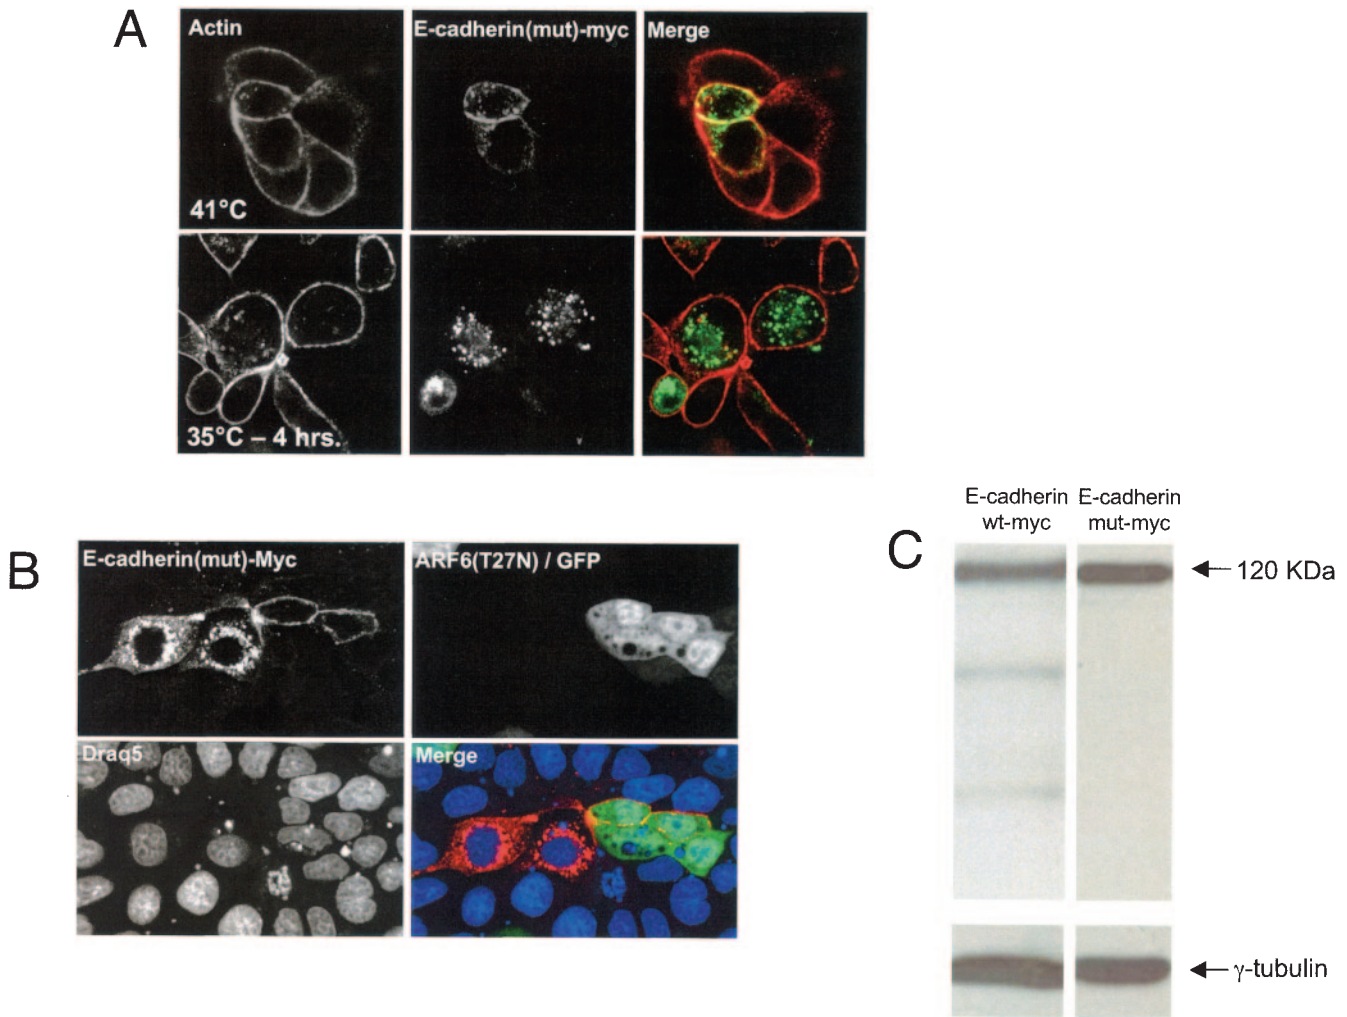 A
Actin
E-cadherin(mut)-myc
Merge
41°C
35°C – 4 hrs.
B
E-cadherin(mut)-Myc
ARF6(T27N) / GFP
Draq5
Merge
C
E-cadherin wt-myc
E-cadherin mut-myc
120 KDa
γ-tubulin